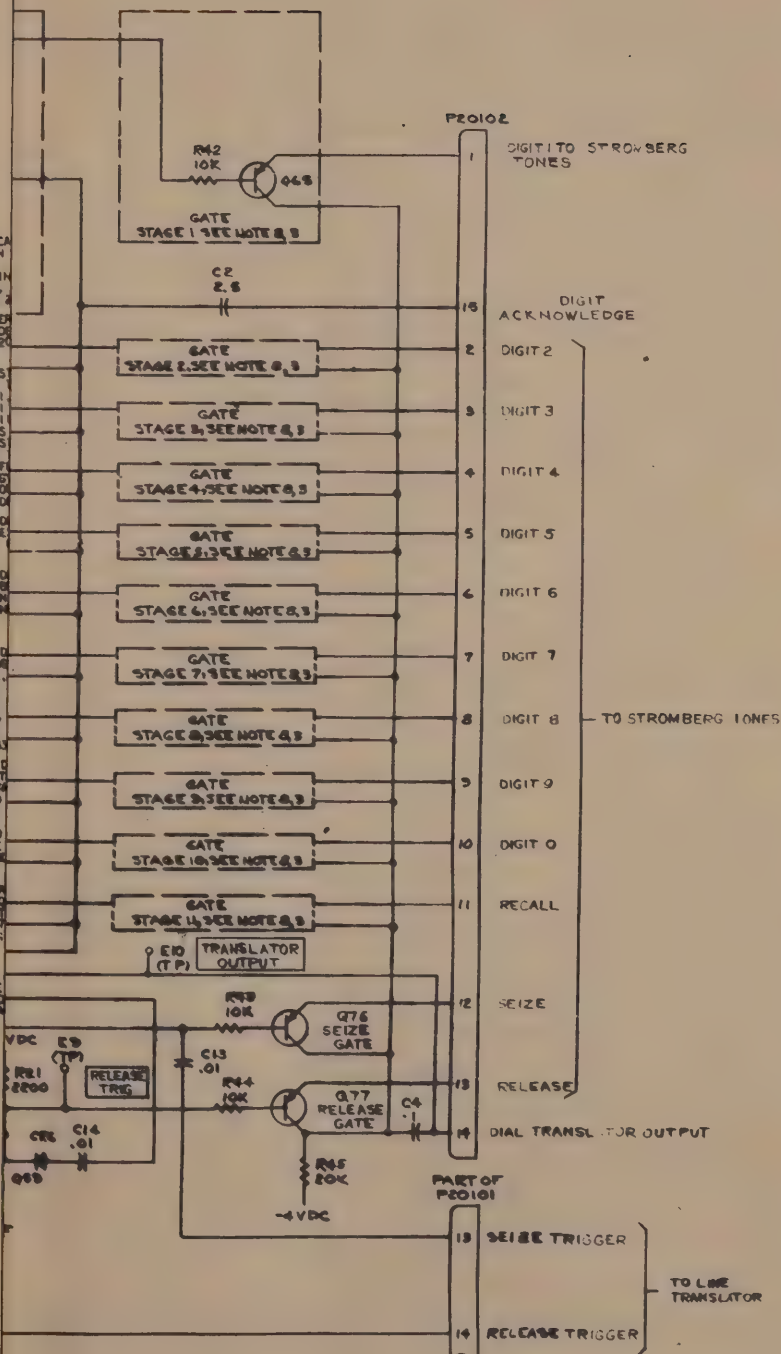 P20102
R42
10K
1
DIGIT 1 TO STROMBERG
TONES
Q65
GATE
STAGE 1 SEE NOTE 2,3
C2
2.5
15
DIGIT
ACKNOWLEDGE
GATE
STAGE 2, SEE NOTE 2,3
2
DIGIT 2
GATE
STAGE 3, SEE NOTE 2,3
3
DIGIT 3
GATE
STAGE 4, SEE NOTE 2,3
4
DIGIT 4
GATE
STAGE 5, SEE NOTE 2,3
5
DIGIT 5
GATE
STAGE 6, SEE NOTE 2,3
6
DIGIT 6
GATE
STAGE 7, SEE NOTE 2,3
7
DIGIT 7
GATE
STAGE 8, SEE NOTE 2,3
8
DIGIT 8
TO STROMBERG TONES
GATE
STAGE 9, SEE NOTE 2,3
9
DIGIT 9
GATE
STAGE 10, SEE NOTE 2,3
10
DIGIT 0
GATE
STAGE 11, SEE NOTE 2,3
11
RECALL
E10
(TP)
TRANSLATOR
OUTPUT
R43
10K
Q76
SEIZE
GATE
12
SEIZE
VDC
E9
(TP)
C13
.01
R21
2200
RELEASE
TRIG
R44
10K
Q77
RELEASE
GATE
13
RELEASE
C4
.1
14
DIAL TRANSLATOR OUTPUT
C14
.01
R45
20K
-4VDC
PART OF
P20101
13
SEIZE TRIGGER
TO LINE
TRANSLATOR
14
RELEASE TRIGGER